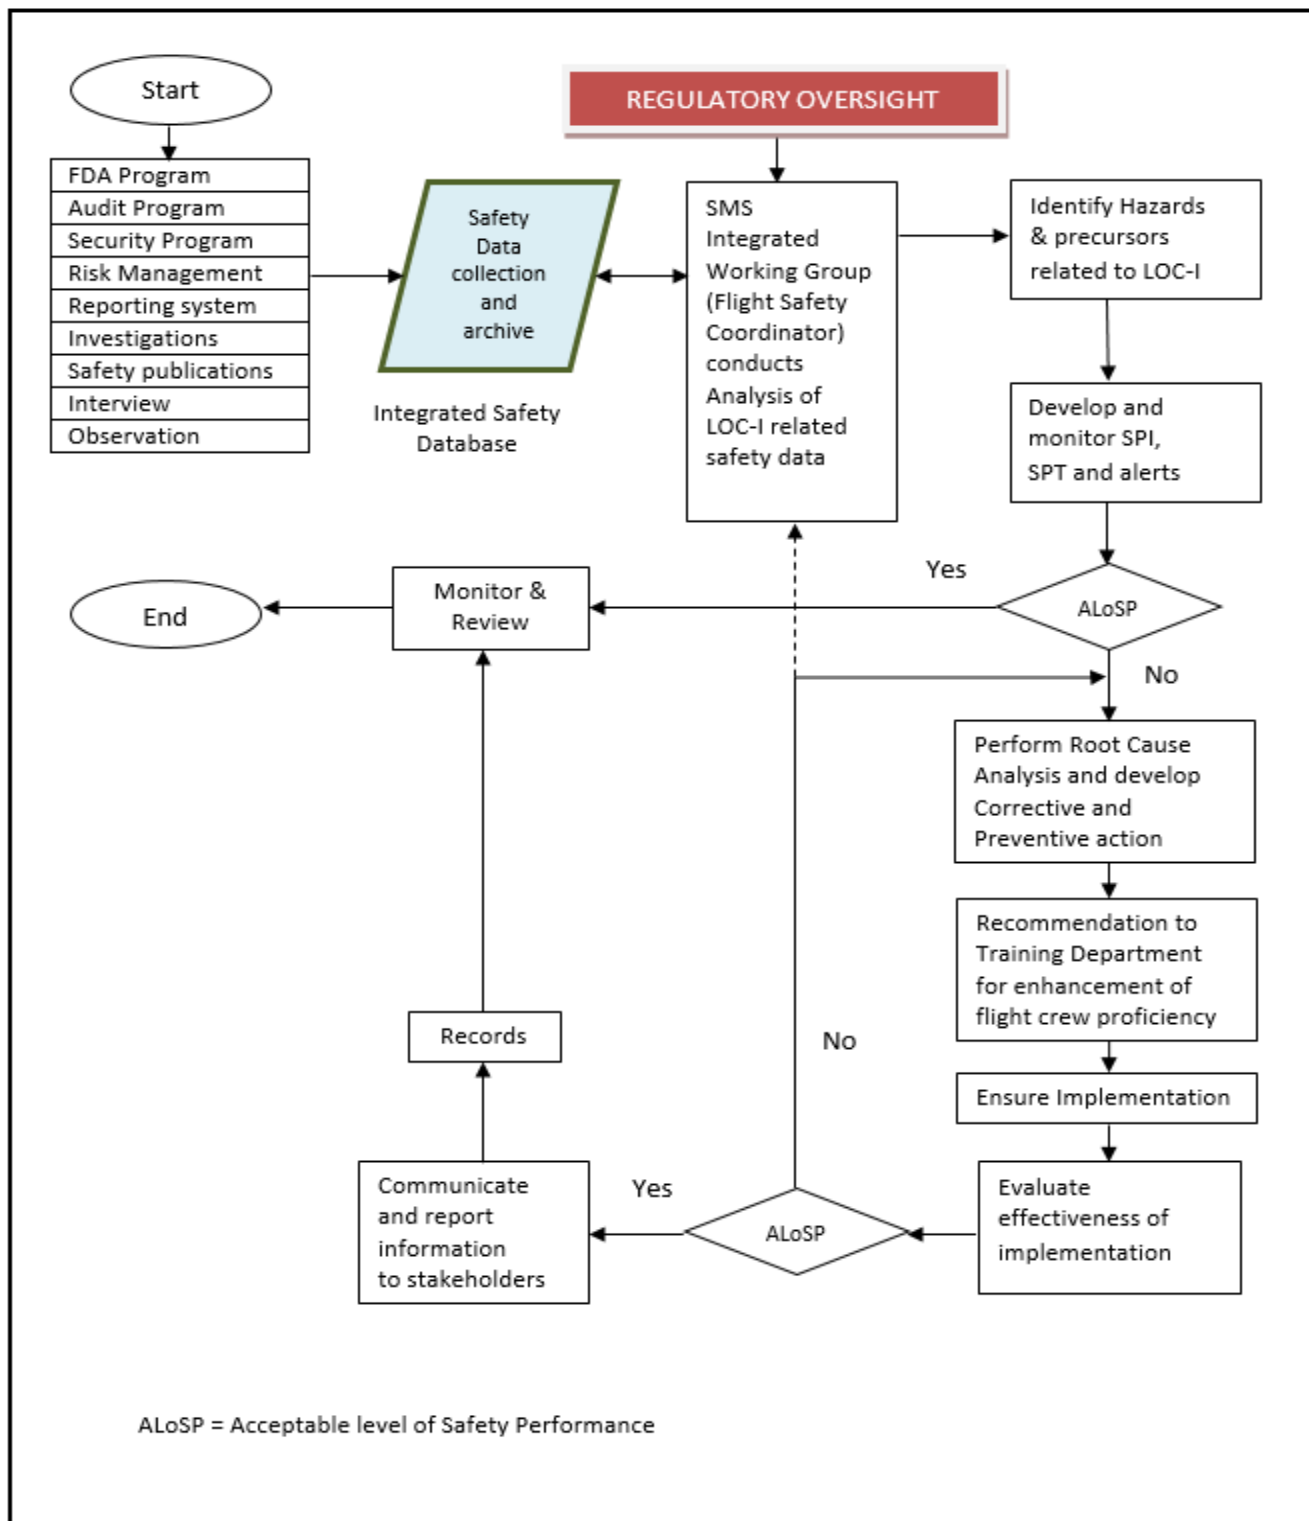 Start
REGULATORY OVERSIGHT
FDA Program
Audit Program
Security Program
Risk Management
Reporting system
Investigations
Safety publications
Interview
Observation
Safety
Data
collection
and
archive
Integrated Safety
Database
SMS
Integrated
Working Group
(Flight Safety
Coordinator)
conducts
Analysis of
LOC-I related
safety data
Identify Hazards
& precursors
related to LOC-I
Develop and
monitor SPI,
SPT and alerts
Yes
ALoSP
No
Monitor &
Review
End
Perform Root Cause
Analysis and develop
Corrective and
Preventive action
Recommendation to
Training Department
for enhancement of
flight crew proficiency
Ensure Implementation
Evaluate
effectiveness of
implementation
No
ALoSP
Yes
Communicate
and report
information
to stakeholders
Records
ALoSP = Acceptable level of Safety Performance